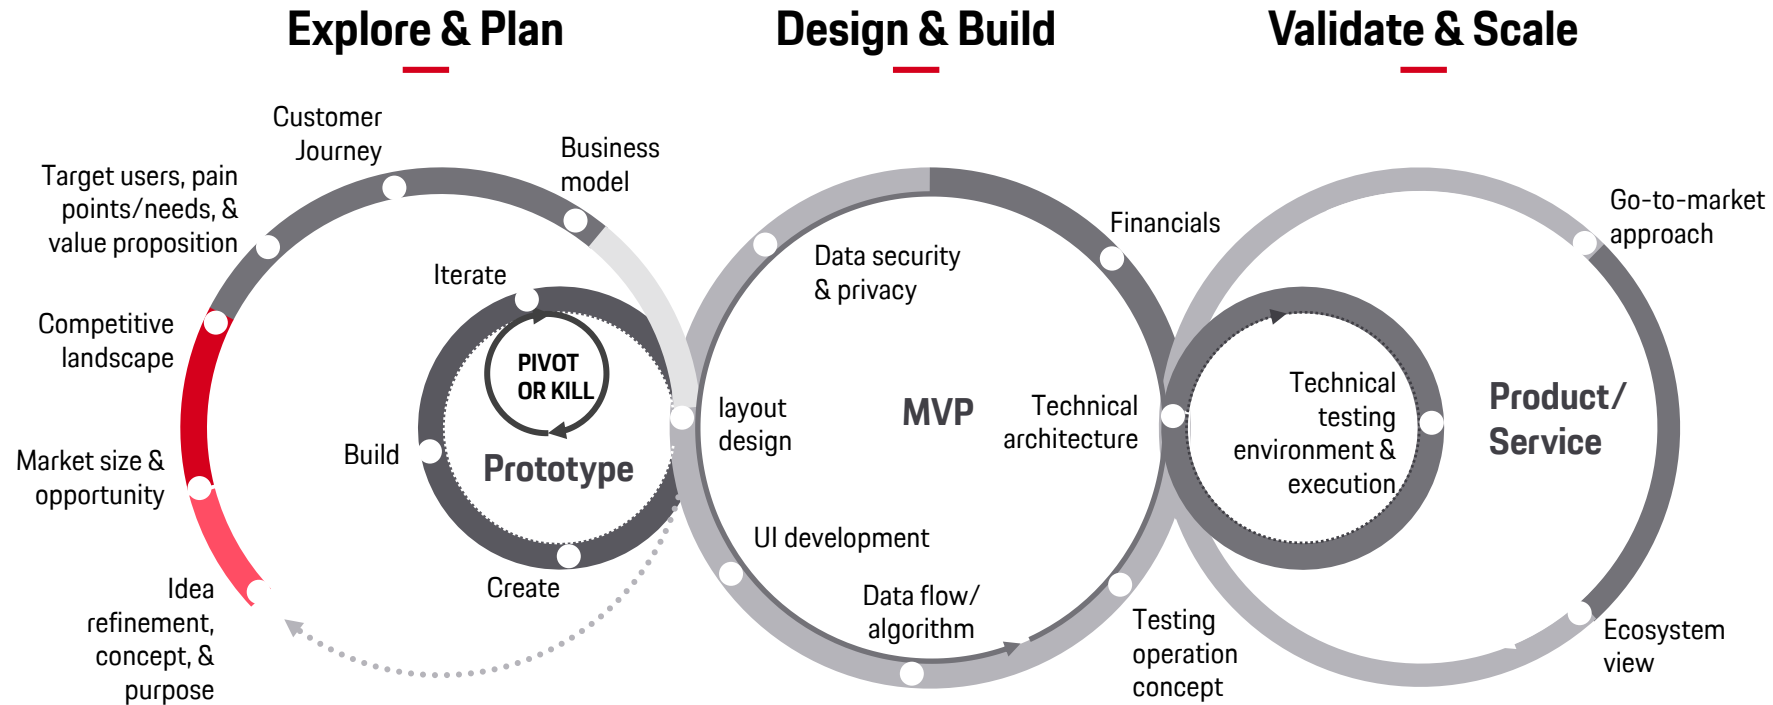 Explore & Plan
Design & Build
Validate & Scale
Customer
Journey
Business
model
Target users, pain
points/needs, &
value proposition
Iterate
Competitive
landscape
PIVOT
OR KILL
Market size &
opportunity
Build
Prototype
Idea
refinement,
concept, &
purpose
Create
Data security
& privacy
Financials
layout
design
MVP
Technical
architecture
UI development
Data flow/
algorithm
Testing
operation
concept
Go-to-market
approach
Technical
testing
environment &
execution
Product/
Service
Ecosystem
view